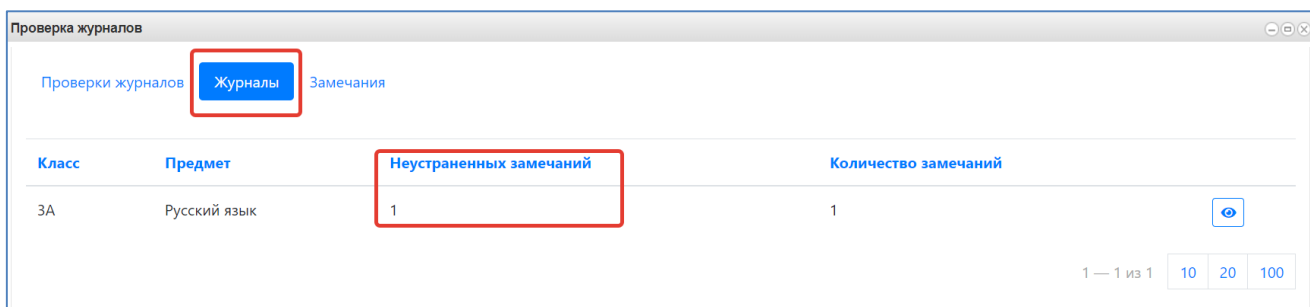 Проверка журналов
Проверки журналов Журналы Замечания
Класс Предмет Неустраненных замечаний Количество замечаний
3А Русский язык 1 1
1 — 1 из 1 10 20 100